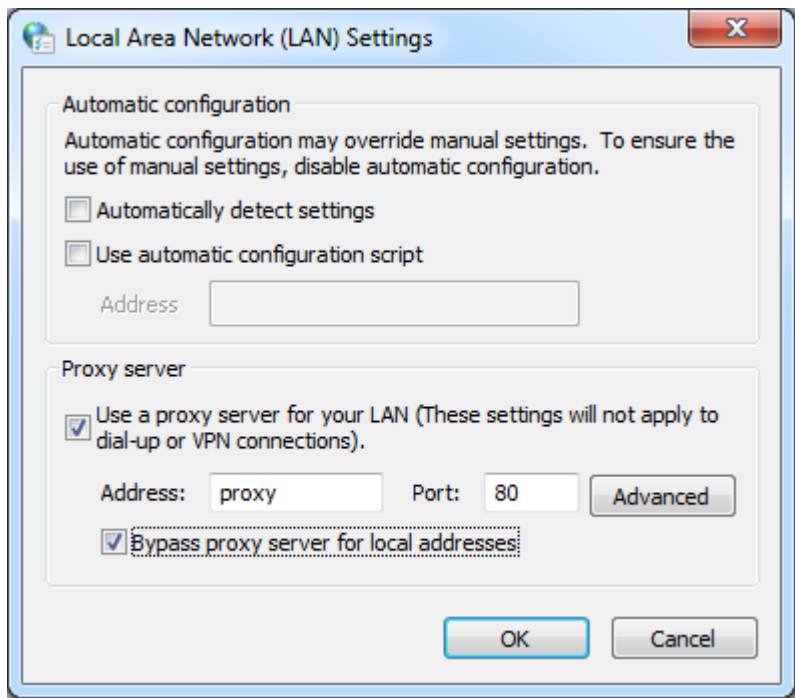 Local Area Network (LAN) Settings
Automatic configuration
Automatic configuration may override manual settings.  To ensure the
use of manual settings, disable automatic configuration.
Automatically detect settings
Use automatic configuration script
Address
Proxy server
Use a proxy server for your LAN (These settings will not apply to
dial-up or VPN connections).
Address: proxy Port: 80 Advanced
Bypass proxy server for local addresses
OK Cancel